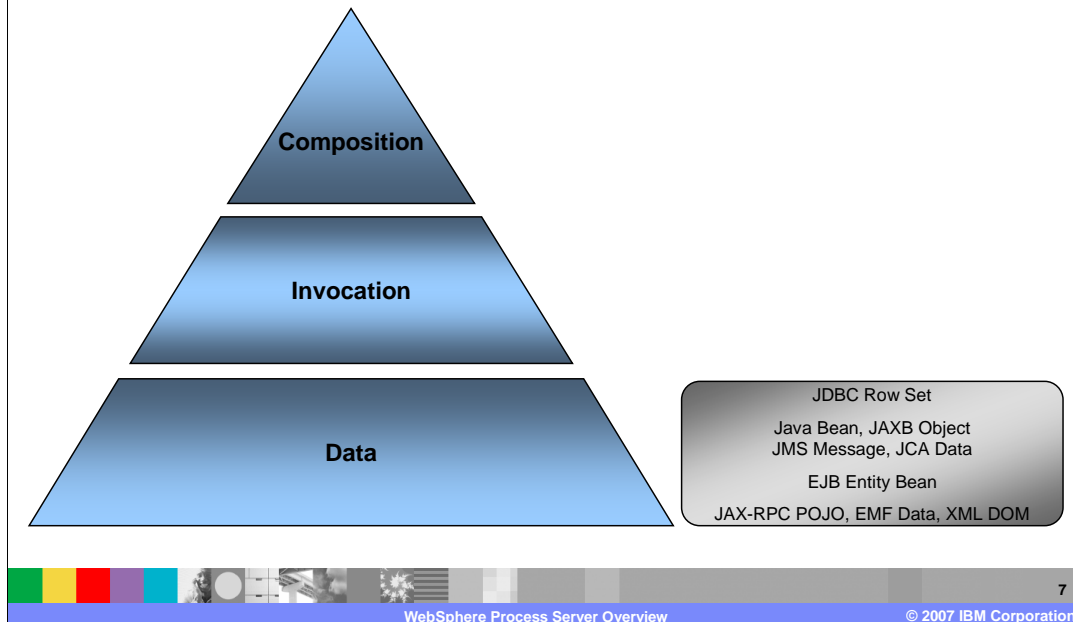 Composition
Invocation
Data
JDBC Row Set
Java Bean, JAXB Object
JMS Message, JCA Data
EJB Entity Bean
JAX-RPC POJO, EMF Data, XML DOM
7
WebSphere Process Server Overview
© 2007 IBM Corporation